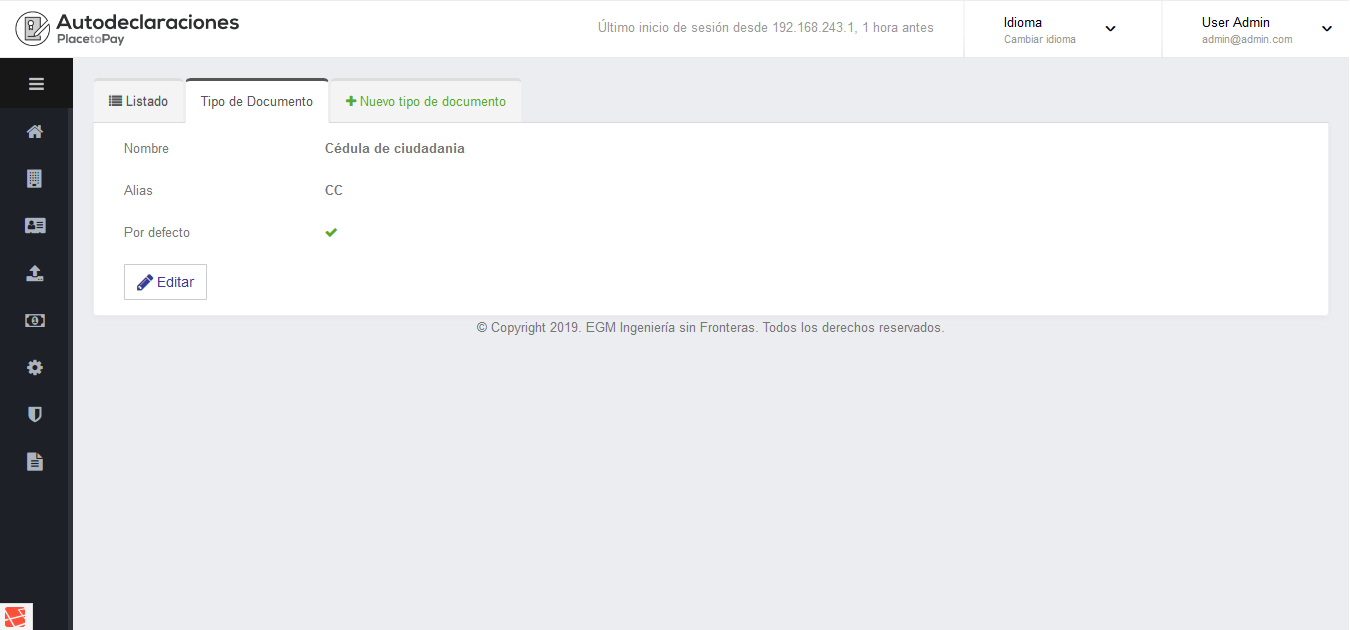 Autodeclaraciones
PlacetoPay
Último inicio de sesión desde 192.168.243.1, 1 hora antes
Idioma
Cambiar idioma
User Admin
admin@admin.com
Listado
Tipo de Documento
Nuevo tipo de documento
Nombre
Cédula de ciudadania
Alias
CC
Por defecto
Editar
© Copyright 2019. EGM Ingeniería sin Fronteras. Todos los derechos reservados.